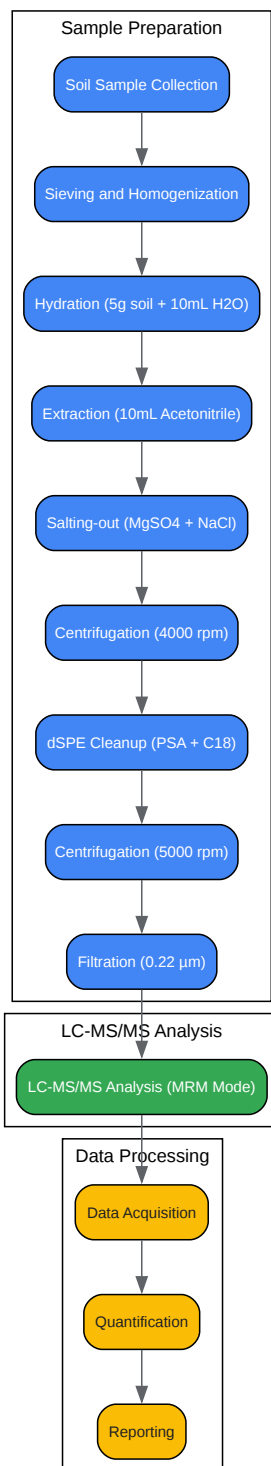 Sample Preparation
Soil Sample Collection
Sieving and Homogenization
Hydration (5g soil + 10mL H2O)
Extraction (10mL Acetonitrile)
Salting-out (MgSO4 + NaCl)
Centrifugation (4000 rpm)
dSPE Cleanup (PSA + C18)
Centrifugation (5000 rpm)
Filtration (0.22 µm)
LC-MS/MS Analysis
LC-MS/MS Analysis (MRM Mode)
Data Processing
Data Acquisition
Quantification
Reporting